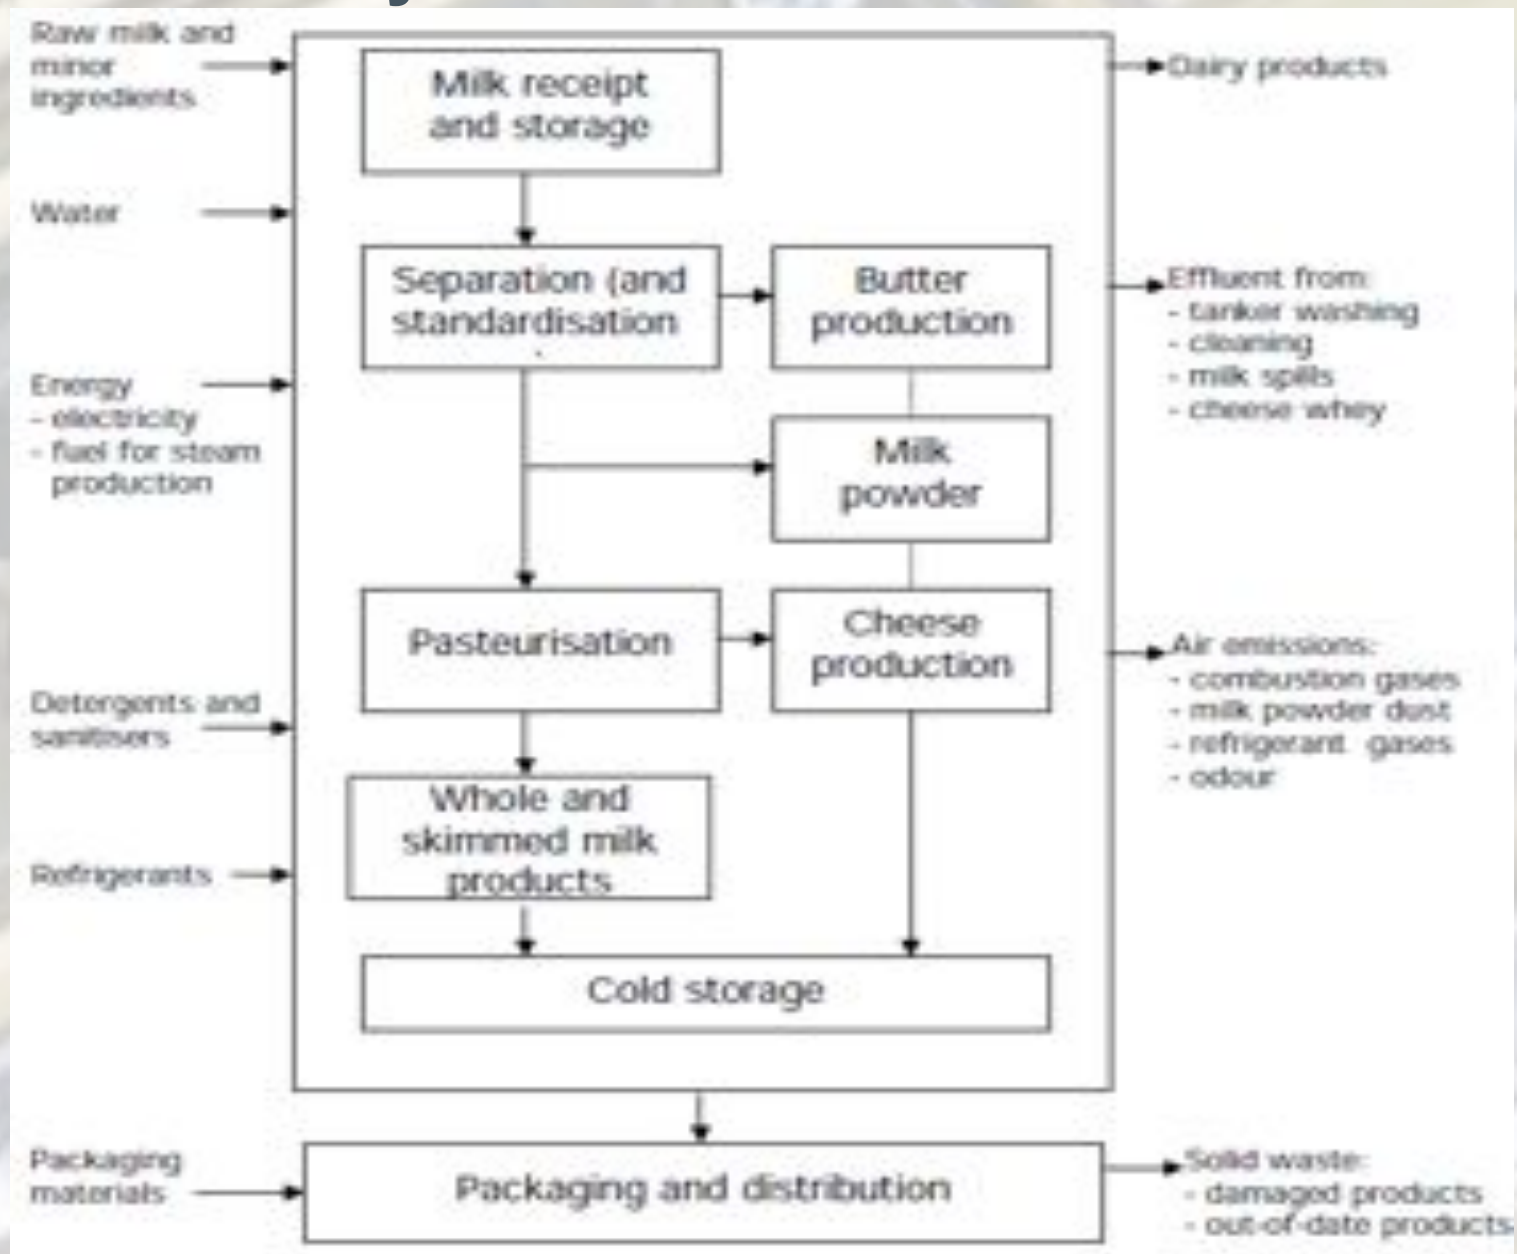 Raw milk and
minor
ingredients
Water
Energy
- electricity
- fuel for steam
production
Detergents and
sanitisers
Refrigerants
Packaging
materials
Milk receipt
and storage
Separation (and
standardisation
Butter
production
Milk
powder
Pasteurisation
Cheese
production
Whole and
skimmed milk
products
Cold storage
Packaging and distribution
Dairy products
Effluent from:
- tanker washing
- cleaning
- milk spills
- cheese whey
Air emissions:
- combustion gases
- milk powder dust
- refrigerant gases
- odour
Solid waste:
- damaged products
- out-of-date products